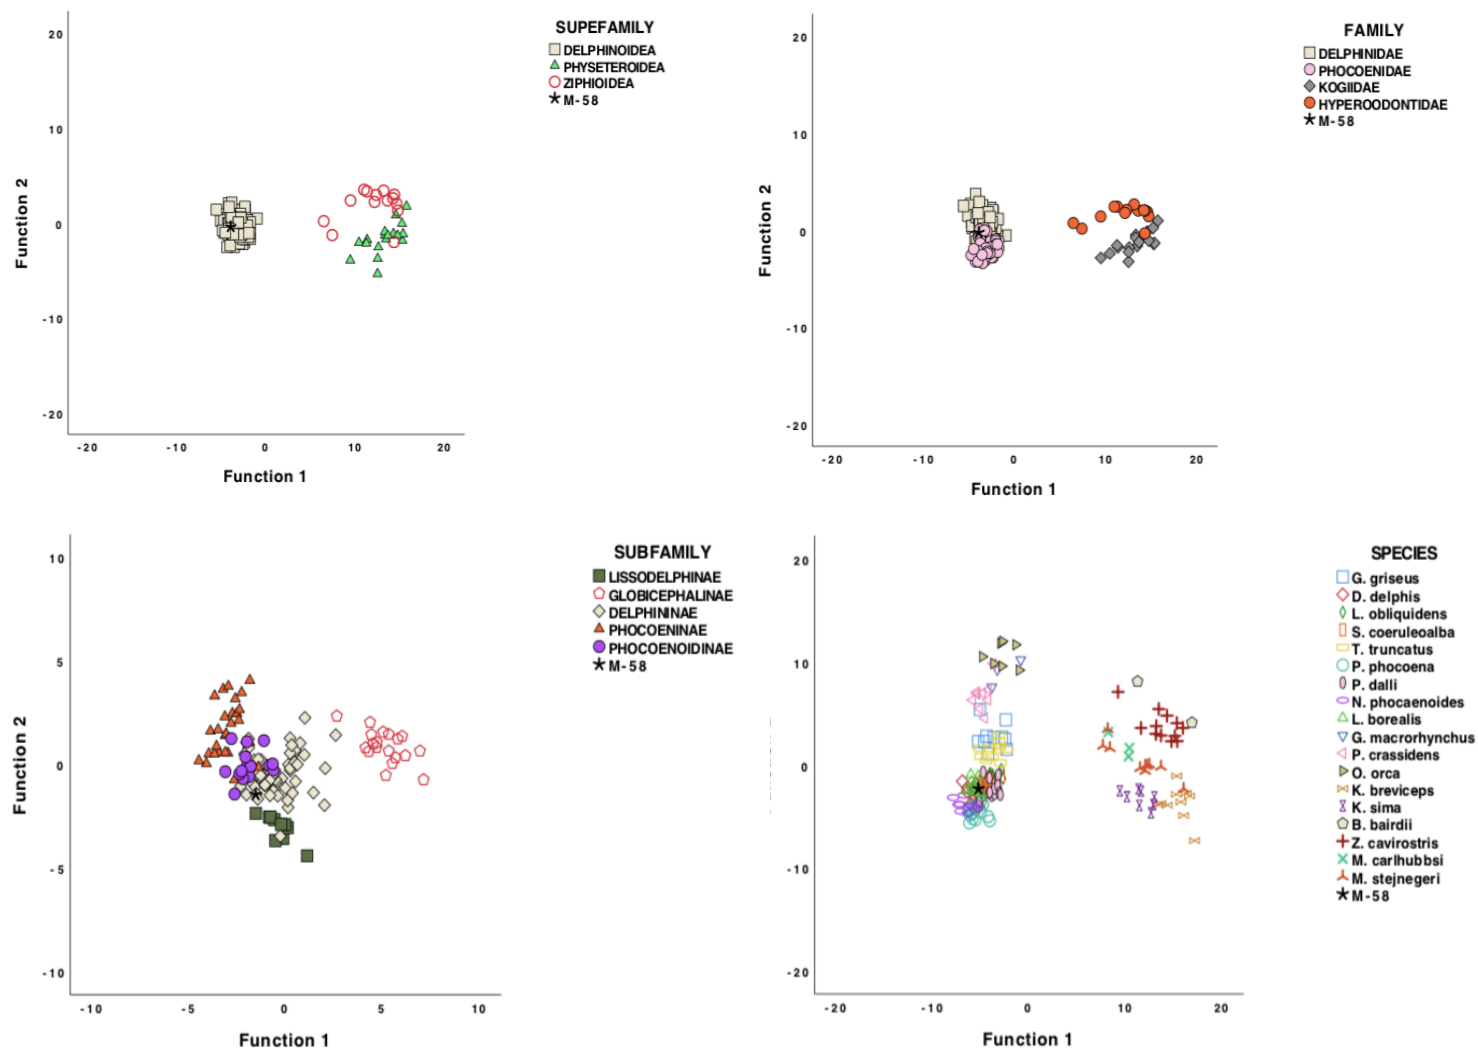 SUPEFAMILY
DELPHINOIDEA
PHYSETEROIDEA
ZIPHIOIDEA
M-58
20
10
0
-10
-20
Function 2
-20 -10 0 10 20
Function 1
FAMILY
DELPHINIDAE
PHOCOENIDAE
KOGIIDAE
HYPEROODONTIDAE
M-58
20
10
0
-10
-20
Function 2
-20 -10 0 10 20
Function 1
SUBFAMILY
LISSODELPHINAE
GLOBICEPHALINAE
DELPHININAE
PHOCOENINAE
PHOCOENOIDINAE
M-58
10
5
0
-5
-10
Function 2
-10 -5 0 5 10
Function 1
SPECIES
G. griseus
D. delphis
L. obliquidens
S. coeruleoalba
T. truncatus
P. phocoena
P. dalli
N. phocaenoides
L. borealis
G. macrorhynchus
P. crassidens
O. orca
K. breviceps
K. sima
B. bairdii
Z. cavirostris
M. carlhubbsi
M. stejnegeri
M-58
20
10
0
-10
-20
-20 -10 0 10 20
Function 1